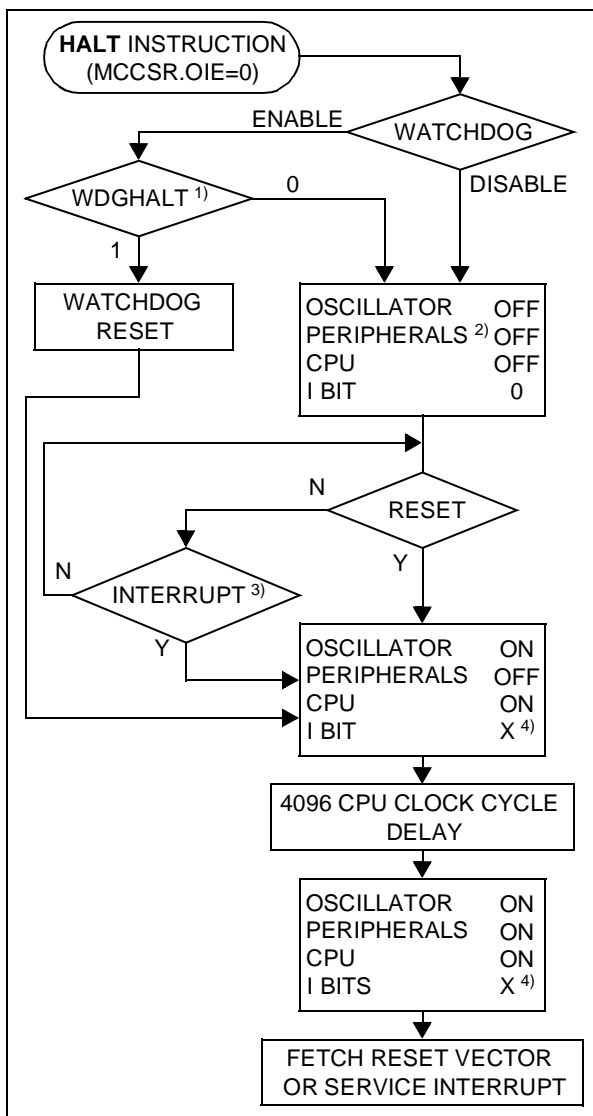 HALT INSTRUCTION
(MCCSR.OIE=0)
ENABLE
WATCHDOG
WDGHALT 1)
0
DISABLE
1
WATCHDOG
RESET
OSCILLATOR OFF
PERIPHERALS 2) OFF
CPU OFF
I BIT 0
N
RESET
N
INTERRUPT 3)
Y
Y
OSCILLATOR ON
PERIPHERALS OFF
CPU ON
I BIT X 4)
4096 CPU CLOCK CYCLE
DELAY
OSCILLATOR ON
PERIPHERALS ON
CPU ON
I BITS X 4)
FETCH RESET VECTOR
OR SERVICE INTERRUPT